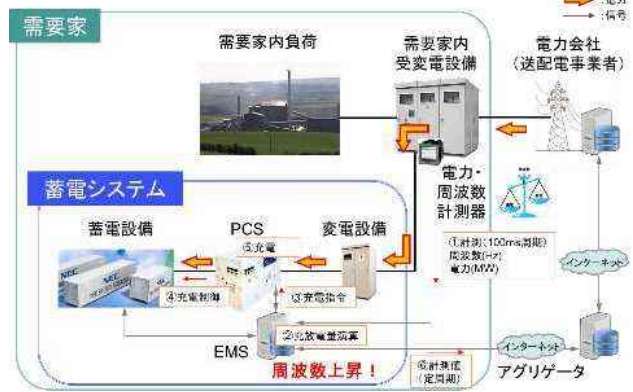 :信号
需要家
需要家内負荷
需要家内
受変電設備
電力会社
(送配電事業者)
電力・
周波数
計測器
蓄電システム
蓄電設備
PCS
変電設備
⑤充電
①計測(100ms周期)
周波数(Hz)
電力(MW)
NEC
④充電制御
③充電指令
インターネット
②充放電量演算
EMS
周波数上昇!
⑥計測値
(定周期)
インターネット
アグリゲータ